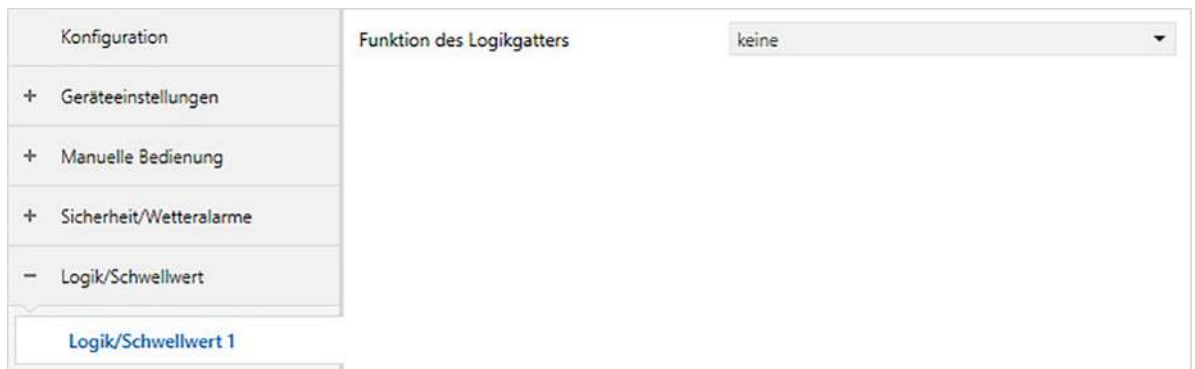 Konfiguration
Funktion des Logikgatters
keine
+ Geräteeinstellungen
+ Manuelle Bedienung
+ Sicherheit/Wetteralarme
− Logik/Schwellwert
Logik/Schwellwert 1